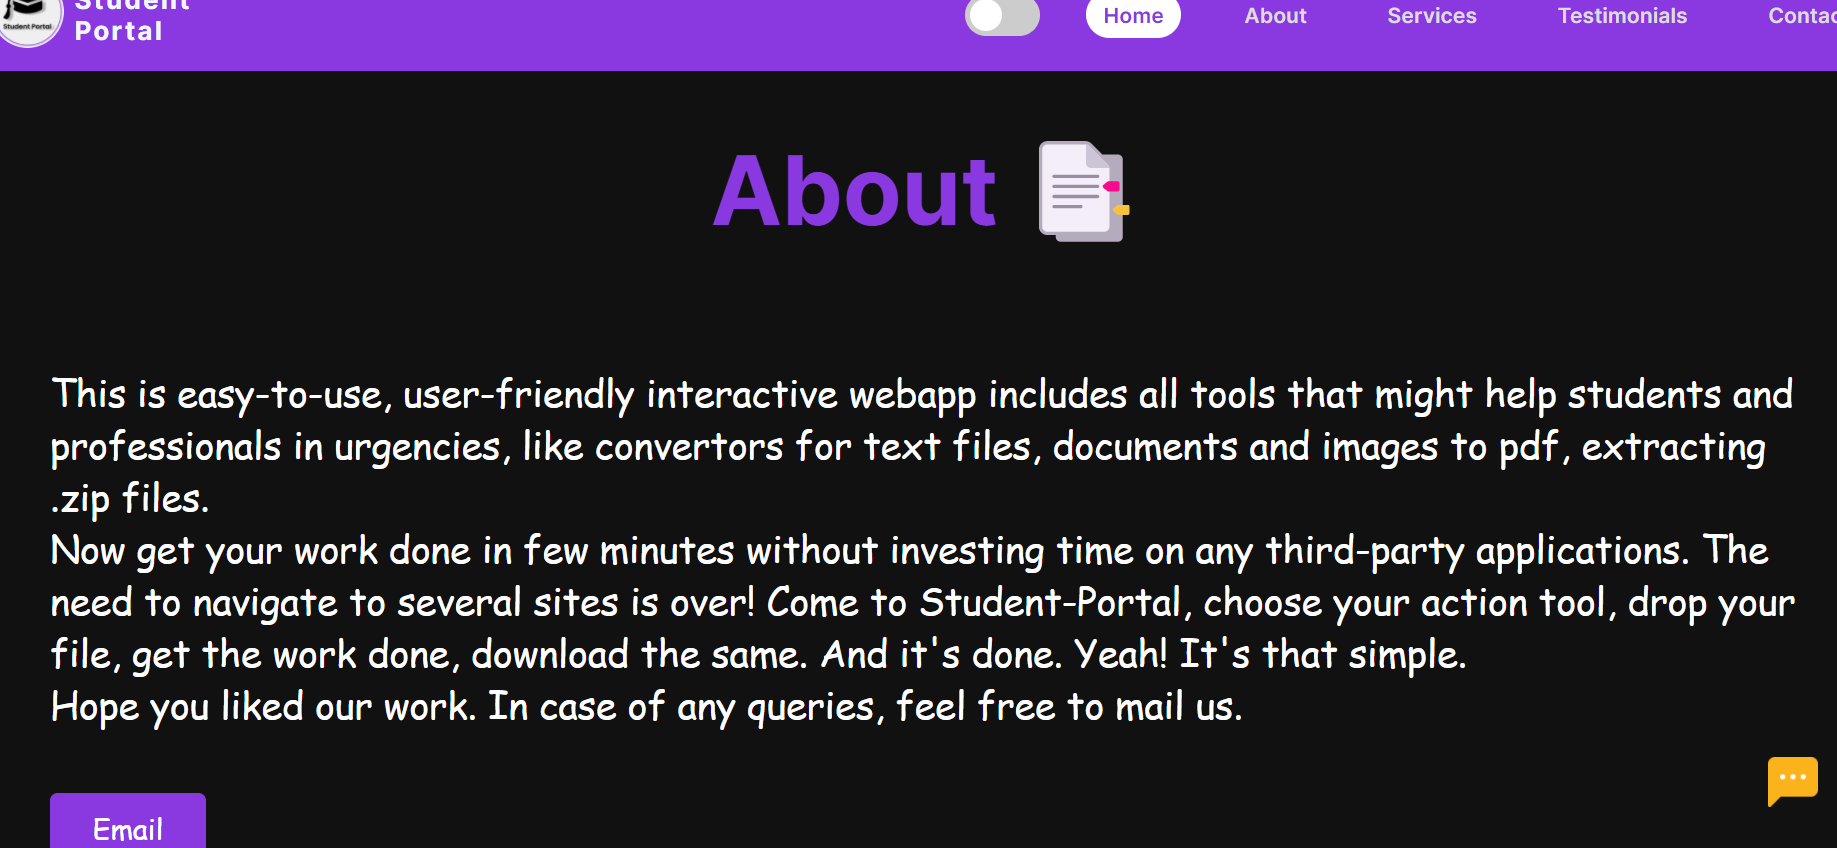 Student
Portal
Student Portal
Home
About
Services
Testimonials
Contac
About
This is easy-to-use, user-friendly interactive webapp includes all tools that might help students and
professionals in urgencies, like convertors for text files, documents and images to pdf, extracting
.zip files.
Now get your work done in few minutes without investing time on any third-party applications. The
need to navigate to several sites is over! Come to Student-Portal, choose your action tool, drop your
file, get the work done, download the same. And it's done. Yeah! It's that simple.
Hope you liked our work. In case of any queries, feel free to mail us.
Email